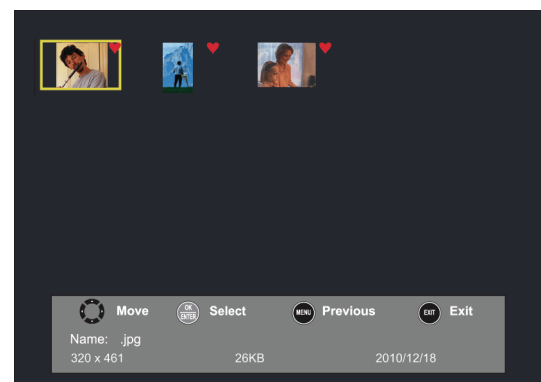 Move OK ENTER Select MENU Previous EXIT Exit
Name: .jpg
320 x 461 26KB 2010/12/18